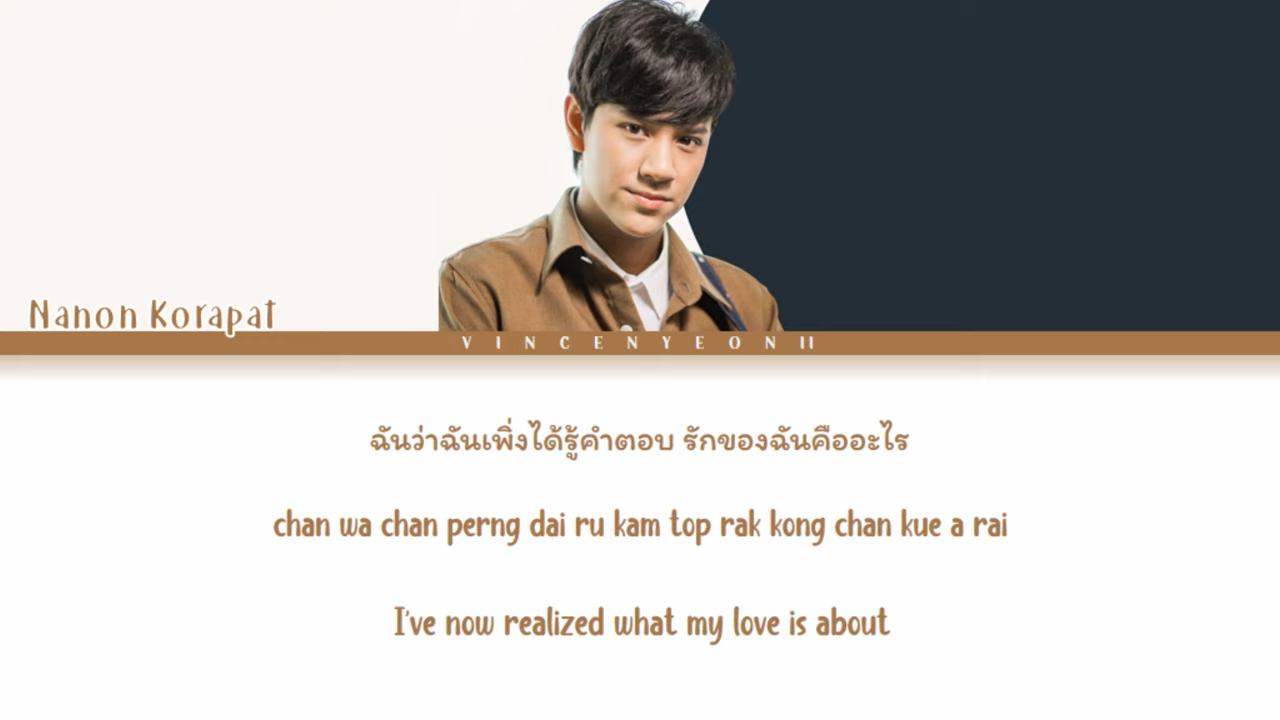 Nanon Korapat
VINCENYEON11
ฉันว่าฉันเพิ่งได้รู้คำตอบ รักของฉันคืออะไร
chan wa chan perng dai ru kam top rak kong chan kue a rai
I've now realized what my love is about